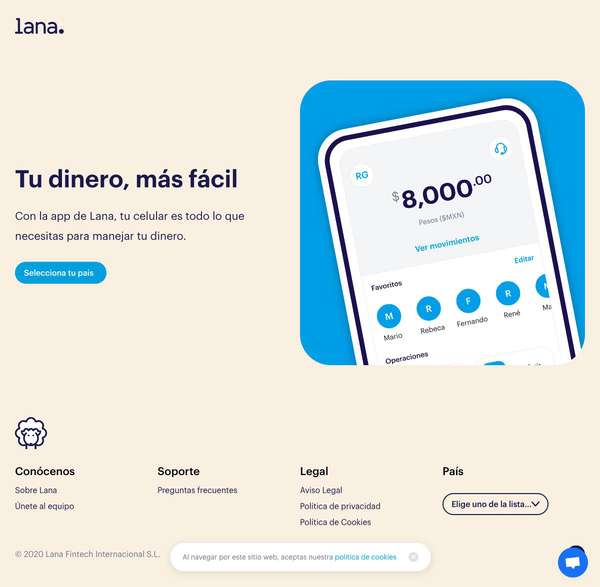 lana.
Tu dinero, más fácil
Con la app de Lana, tu celular es todo lo que
necesitas para manejar tu dinero.
Selecciona tu país
RG
$8,000.00
Pesos ($MXN)
Ver movimientos
Favoritos
Editar
M
R
F
R
Mario
Rebeca
Fernando
René
Operaciones
Conócenos
Sobre Lana
Únete al equipo
Soporte
Preguntas frecuentes
Legal
Aviso Legal
Política de privacidad
Política de Cookies
País
Elige uno de la lista...
© 2020 Lana Fintech Internacional S.L.
Al navegar por este sitio web, aceptas nuestra política de cookies